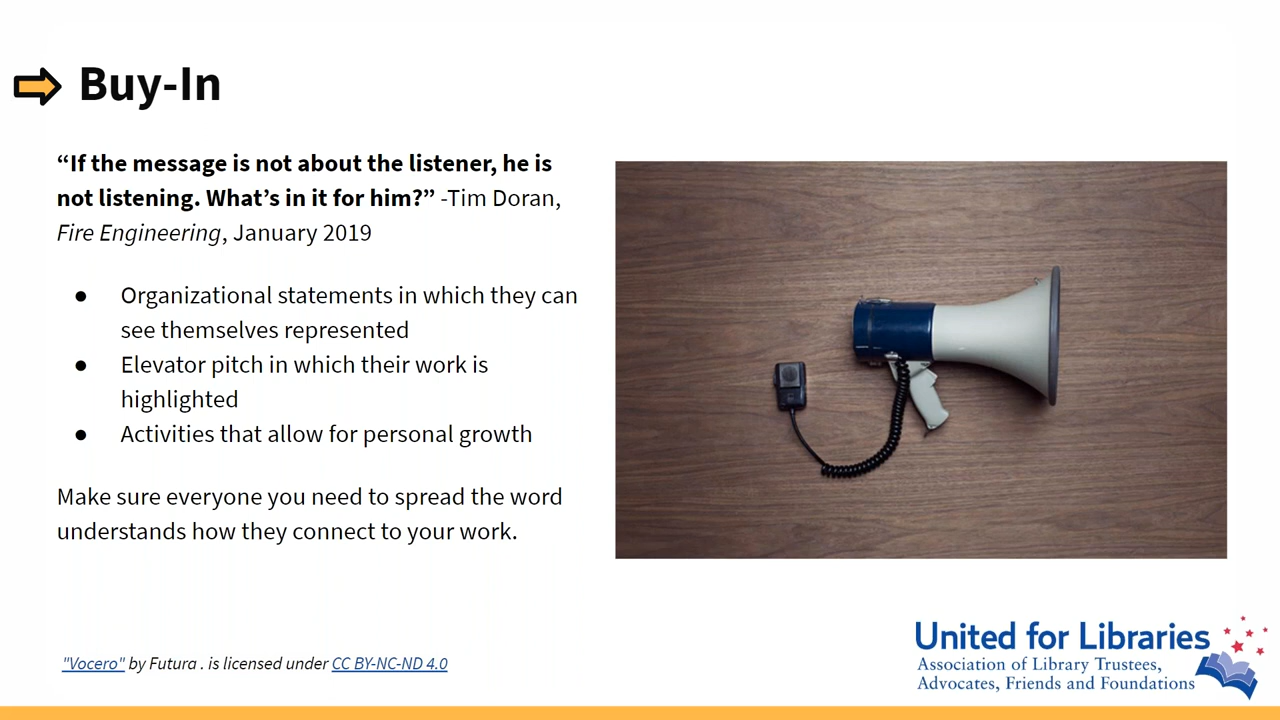 Buy-In
“If the message is not about the listener, he is
not listening. What’s in it for him?” -Tim Doran,
Fire Engineering, January 2019
● Organizational statements in which they can
see themselves represented
● Elevator pitch in which their work is
highlighted
● Activities that allow for personal growth
Make sure everyone you need to spread the word
understands how they connect to your work.
"Vocero" by Futura . is licensed under CC BY-NC-ND 4.0
United for Libraries
Association of Library Trustees,
Advocates, Friends and Foundations